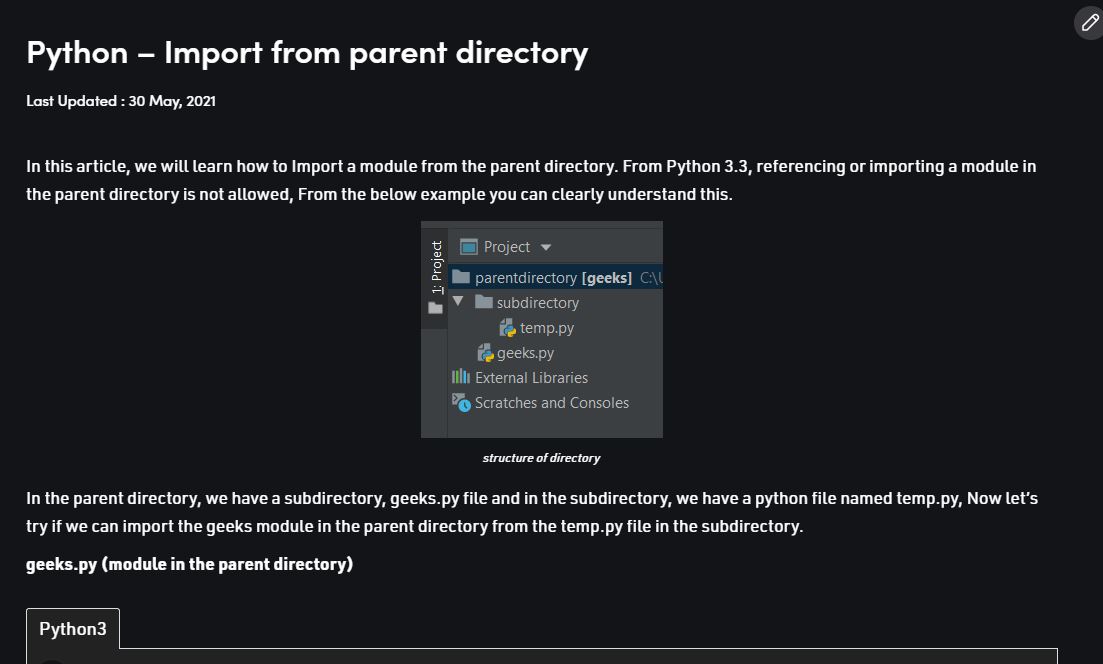 Python – Import from parent directory
Last Updated : 30 May, 2021
In this article, we will learn how to Import a module from the parent directory. From Python 3.3, referencing or importing a module in
the parent directory is not allowed, From the below example you can clearly understand this.
1: Project
Project
parentdirectory [geeks] C:\
subdirectory
temp.py
geeks.py
External Libraries
Scratches and Consoles
structure of directory
In the parent directory, we have a subdirectory, geeks.py file and in the subdirectory, we have a python file named temp.py, Now let’s
try if we can import the geeks module in the parent directory from the temp.py file in the subdirectory.
geeks.py (module in the parent directory)
Python3